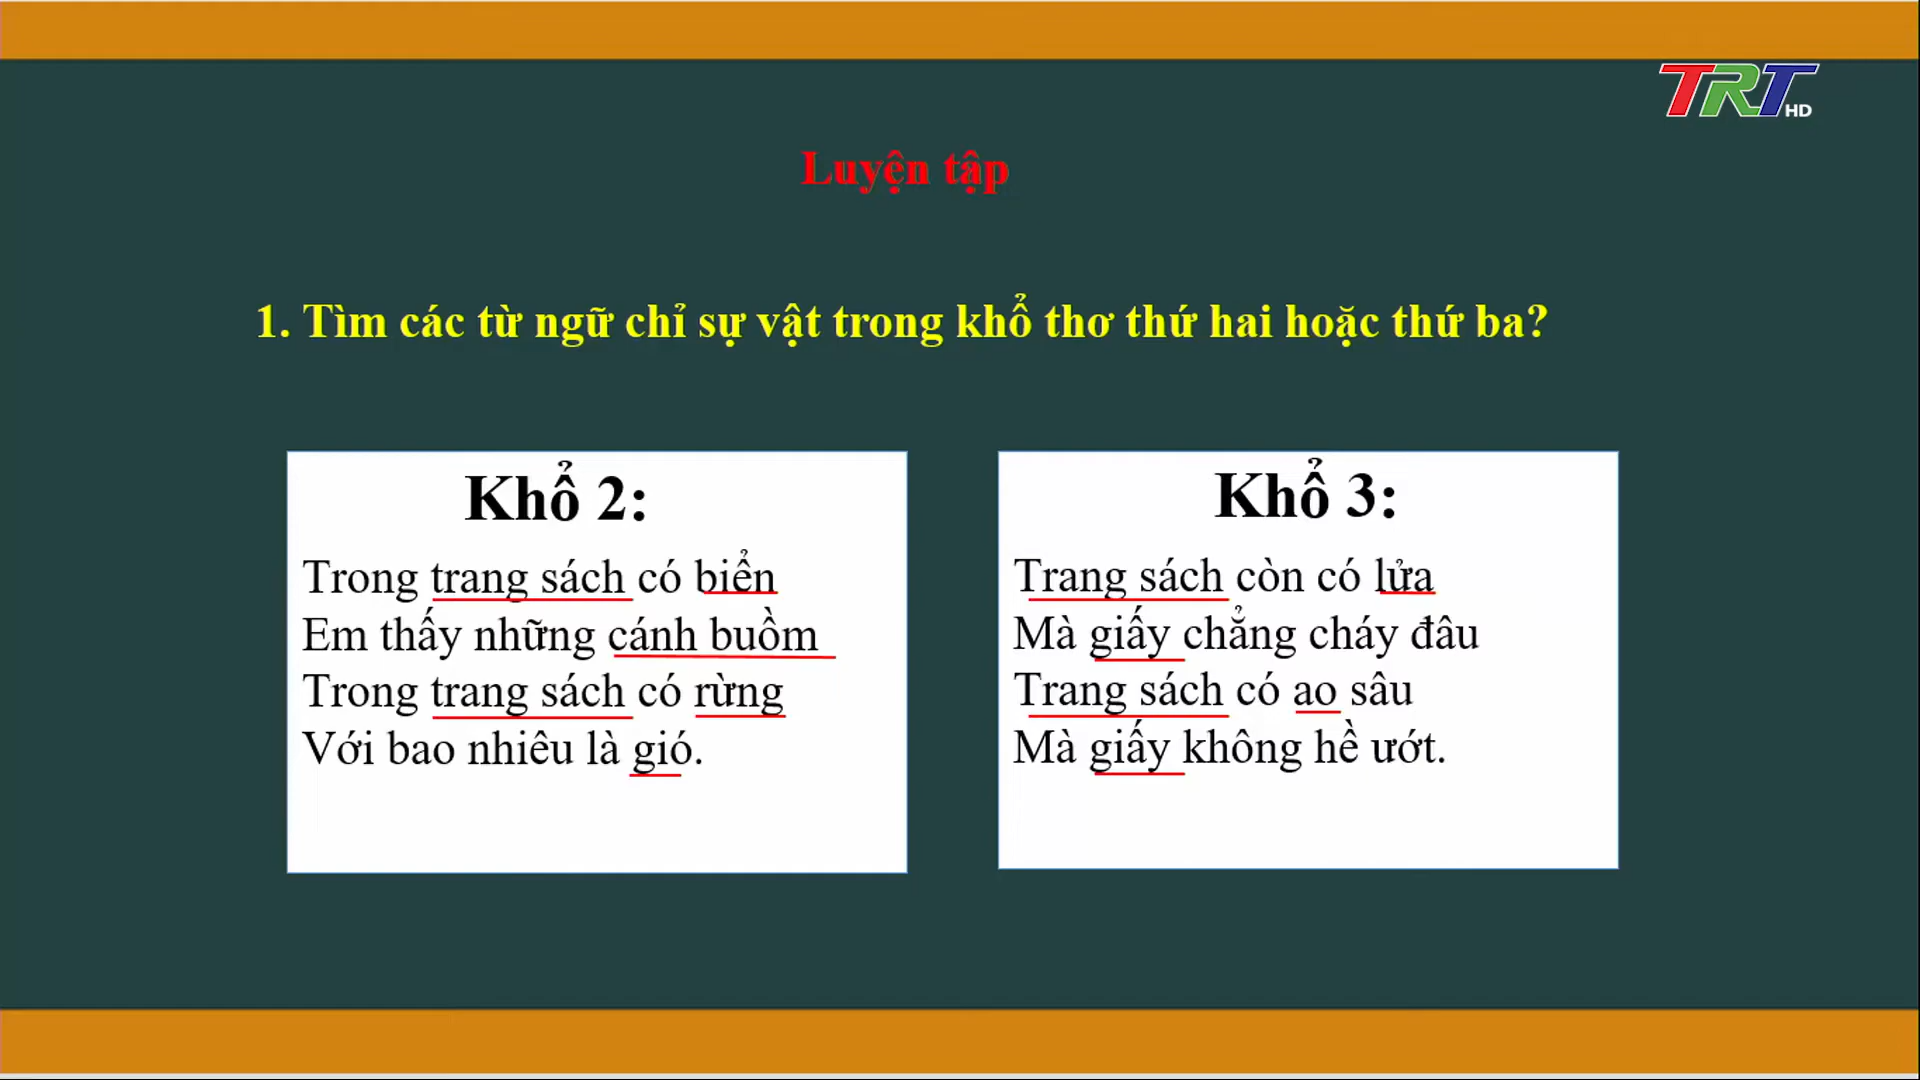 TRT HD
Luyện tập
1. Tìm các từ ngữ chỉ sự vật trong khổ thơ thứ hai hoặc thứ ba?
Khổ 2:
Trong trang sách có biển
Em thấy những cánh buồm
Trong trang sách có rừng
Với bao nhiêu là gió.
Khổ 3:
Trang sách còn có lửa
Mà giấy chẳng cháy đâu
Trang sách có ao sâu
Mà giấy không hề ướt.